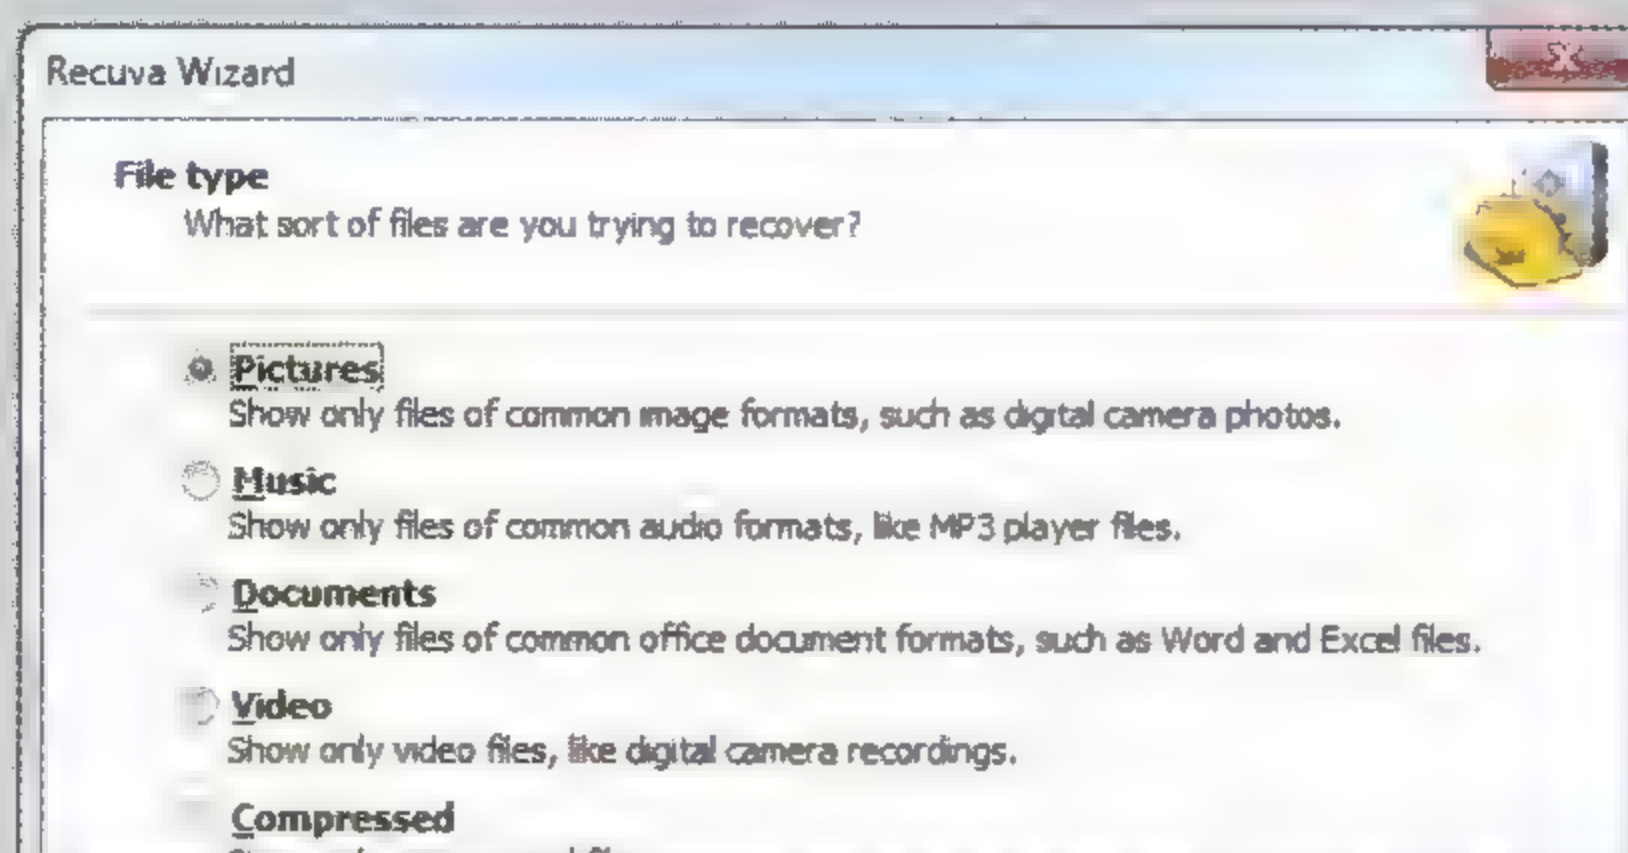 Recuva Wizard
File type
What sort of files are you trying to recover?
Pictures
Show only files of common image formats, such as digital camera photos.
Music
Show only files of common audio formats, like MP3 player files.
Documents
Show only files of common office document formats, such as Word and Excel files.
Video
Show only video files, like digital camera recordings.
Compressed